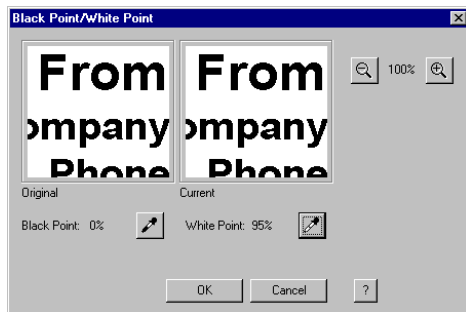 Black Point/White Point
From
ompany
Phone
From
ompany
Phone
100%
Original
Current
Black Point: 0%
White Point: 95%
OK
Cancel
?